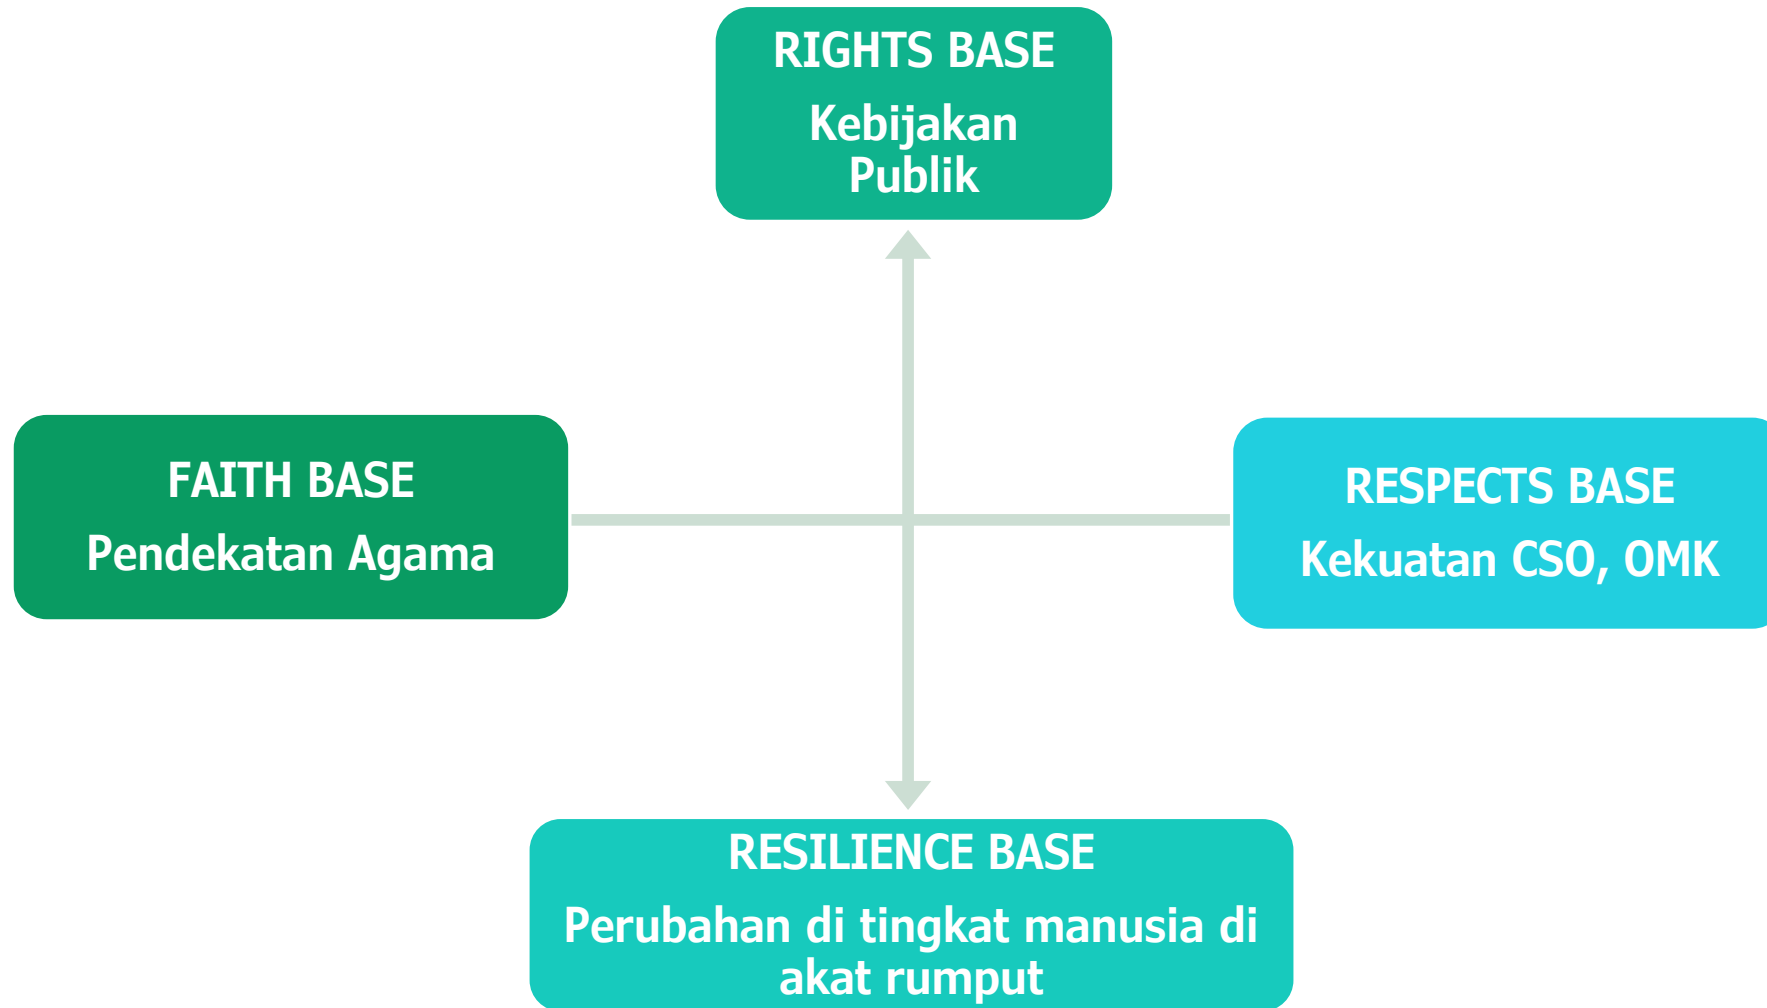 RIGHTS BASE
Kebijakan
Publik
FAITH BASE
Pendekatan Agama
RESPECTS BASE
Kekuatan CSO, OMK
RESILIENCE BASE
Perubahan di tingkat manusia di
akat rumput